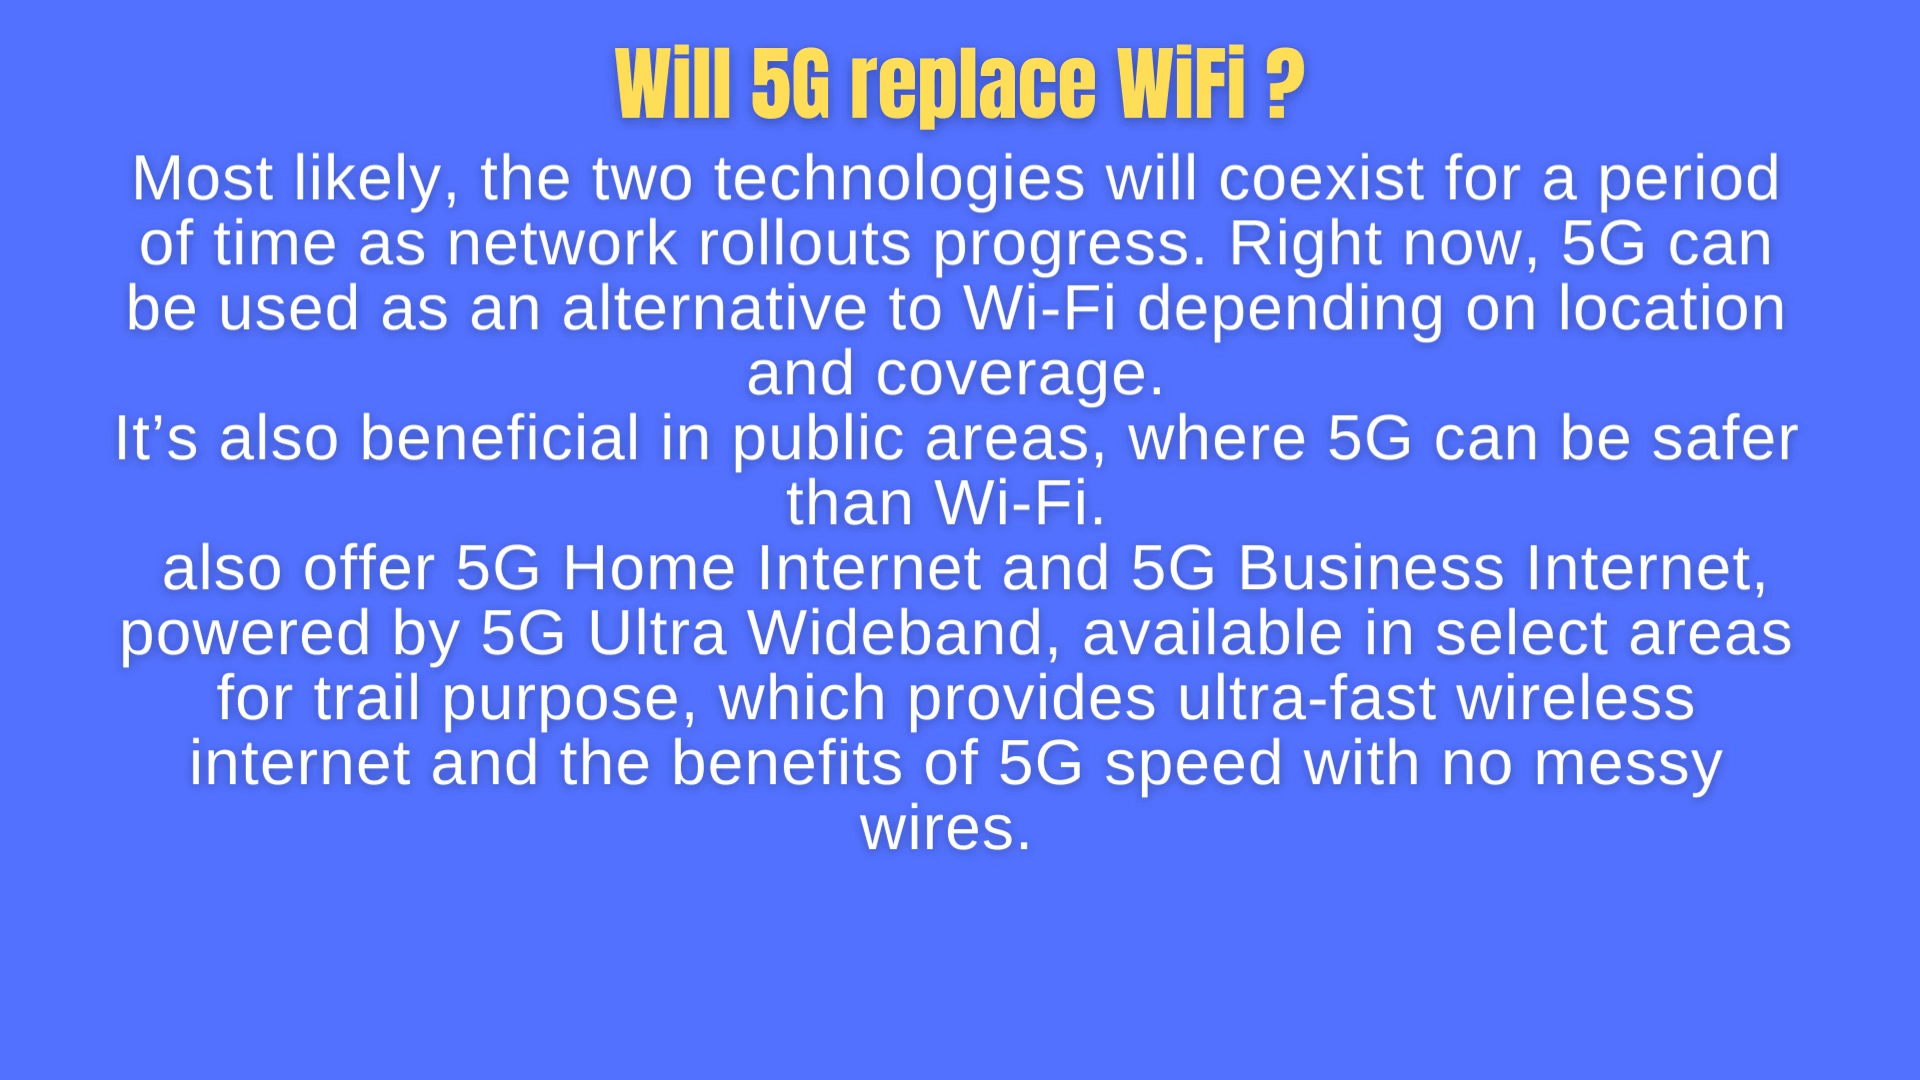 Will 5G replace WiFi ?
Most likely, the two technologies will coexist for a period
of time as network rollouts progress. Right now, 5G can
be used as an alternative to Wi-Fi depending on location
and coverage.
It’s also beneficial in public areas, where 5G can be safer
than Wi-Fi.
also offer 5G Home Internet and 5G Business Internet,
powered by 5G Ultra Wideband, available in select areas
for trail purpose, which provides ultra-fast wireless
internet and the benefits of 5G speed with no messy
wires.